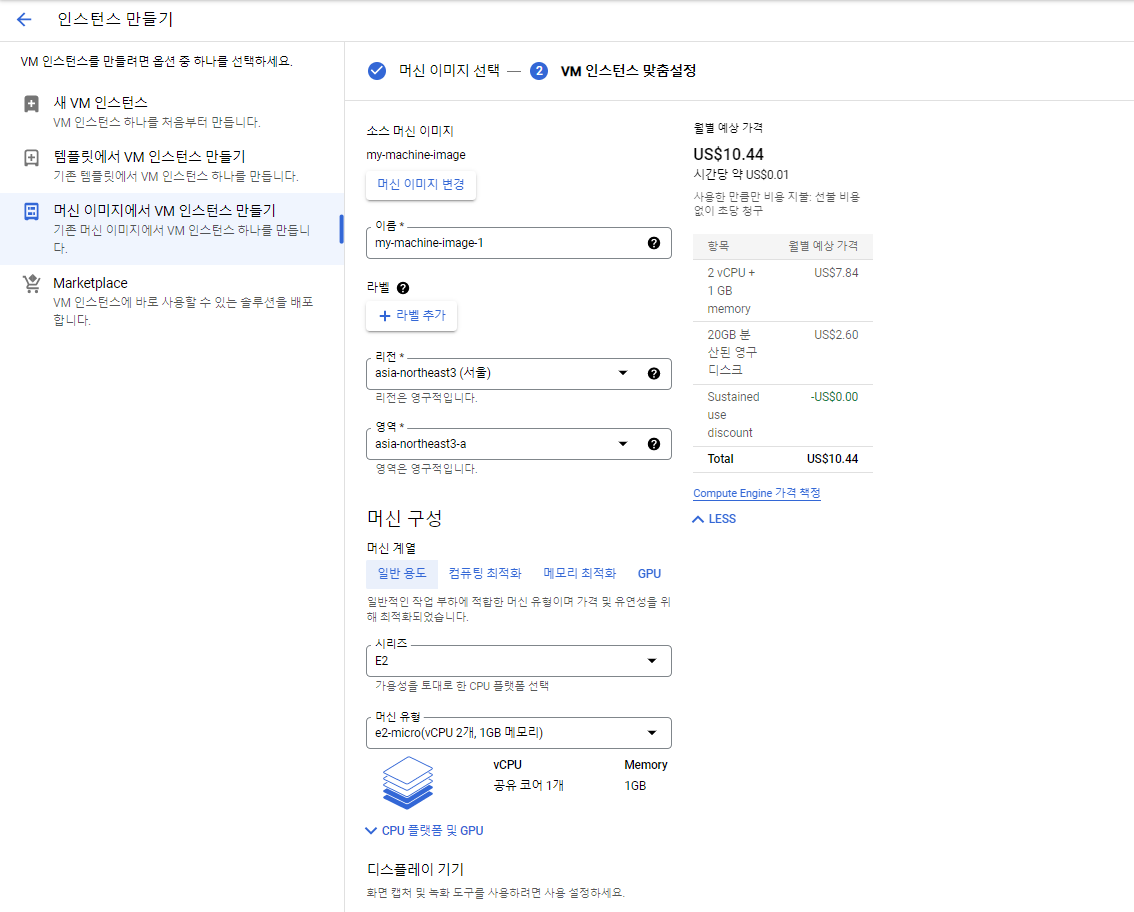 인스턴스 만들기
VM 인스턴스를 만들려면 옵션 중 하나를 선택하세요.
새 VM 인스턴스
VM 인스턴스 하나를 처음부터 만듭니다.
템플릿에서 VM 인스턴스 만들기
기존 템플릿에서 VM 인스턴스 하나를 만듭니다.
머신 이미지에서 VM 인스턴스 만들기
기존 머신 이미지에서 VM 인스턴스 하나를 만듭니
다.
Marketplace
VM 인스턴스에 바로 사용할 수 있는 솔루션을 배포
합니다.
머신 이미지 선택 — 2 VM 인스턴스 맞춤설정
소스 머신 이미지
my-machine-image
머신 이미지 변경
이름 *
my-machine-image-1
라벨
라벨 추가
리전 *
asia-northeast3 (서울)
리전은 영구적입니다.
영역 *
asia-northeast3-a
영역은 영구적입니다.
머신 구성
머신 계열
일반 용도 컴퓨팅 최적화 메모리 최적화 GPU
일반적인 작업 부하에 적합한 머신 유형이며 가격 및 유연성을 위
해 최적화되었습니다.
시리즈
E2
가용성을 토대로 한 CPU 플랫폼 선택
머신 유형
e2-micro(vCPU 2개, 1GB 메모리)
vCPU Memory
공유 코어 1개 1GB
CPU 플랫폼 및 GPU
디스플레이 기기
화면 캡처 및 녹화 도구를 사용하려면 사용 설정하세요.
월별 예상 가격
US$10.44
시간당 약 US$0.01
사용한 만큼만 비용 지불: 선불 비용
없이 초당 청구
항목 월별 예상 가격
2 vCPU + US$7.84
1 GB
memory
20GB 분 US$2.60
산된 영구
디스크
Sustained -US$0.00
use
discount
Total US$10.44
Compute Engine 가격 책정
LESS